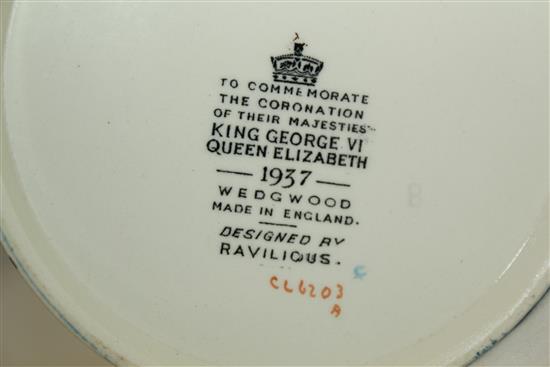 TO COMMEMORATE
THE CORONATION
OF THEIR MAJESTIES
KING GEORGE VI
QUEEN ELIZABETH
1937
WEDGWOOD
MADE IN ENGLAND.
DESIGNED BY
RAVILIOUS.
CL6203
A